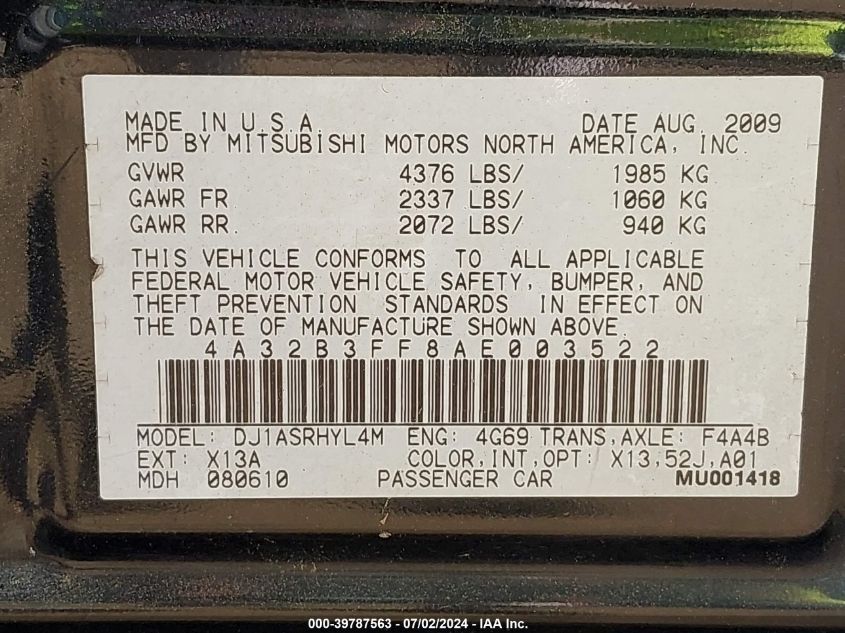 MADE IN U.S.A. DATE AUG. 2009
MFD BY MITSUBISHI MOTORS NORTH AMERICA, INC.
GVWR 4376 LBS/ 1985 KG
GAWR FR. 2337 LBS/ 1060 KG
GAWR RR. 2072 LBS/ 940 KG
THIS VEHICLE CONFORMS TO ALL APPLICABLE
FEDERAL MOTOR VEHICLE SAFETY, BUMPER, AND
THEFT PREVENTION STANDARDS IN EFFECT ON
THE DATE OF MANUFACTURE SHOWN ABOVE.
4A32B3FF8AE003522
MODEL: DJ1ASRHYL4M ENG: 4G69 TRANS,AXLE: F4A4B
EXT: X13A COLOR,INT,OPT: X13,52J,A01
MDH 080610 PASSENGER CAR MU001418
000-39787563 - 07/02/2024 - IAA Inc.